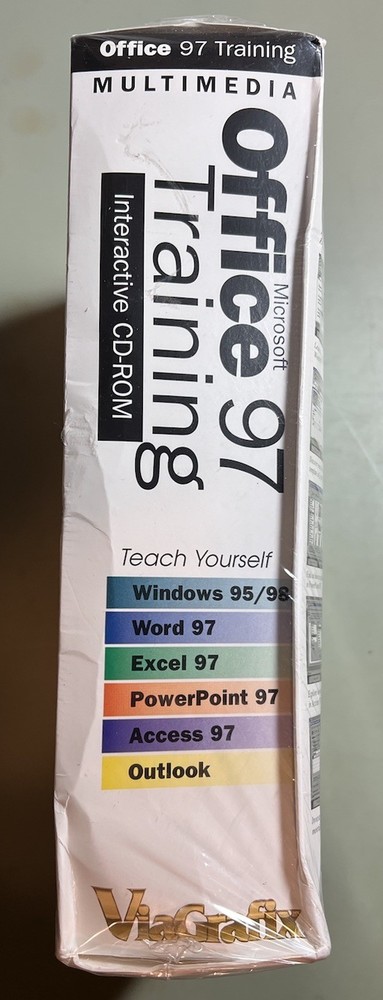 Office 97 Training
MULTIMEDIA
Microsoft
Office 97
Training
Interactive CD-ROM
Teach Yourself
Windows 95/98
Word 97
Excel 97
PowerPoint 97
Access 97
Outlook
ViaGrafix